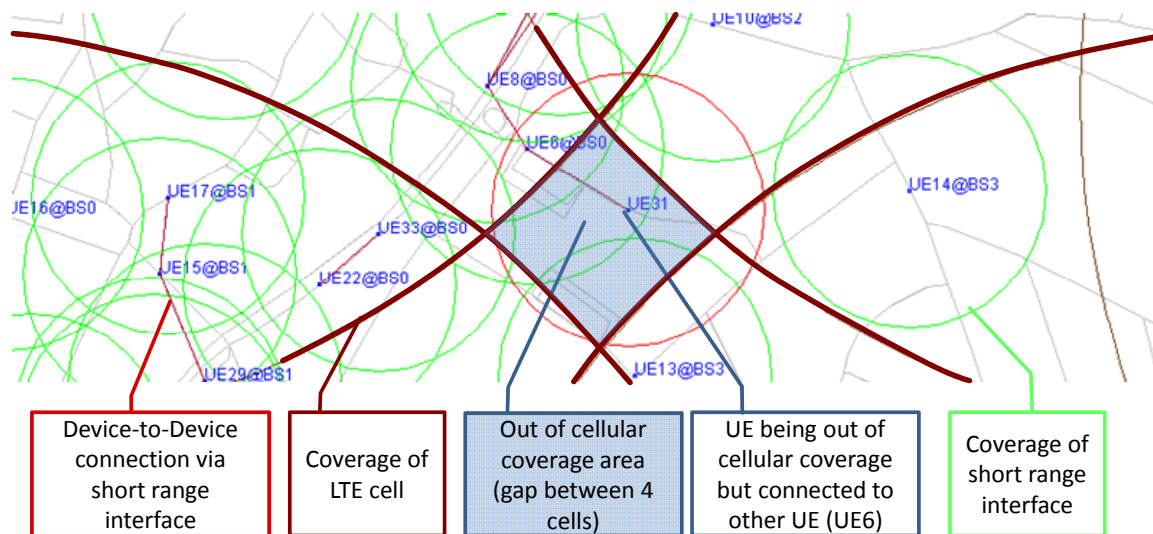 UE10@BS2
UE8@BS0
UE6@BS0
UE17@BS1
UE14@BS3
UE16@BS0
UE31
UE33@BS0
UE15@BS1
UE22@BS0
UE29@BS1
UE13@BS3
Device-to-Device
connection via
short range
interface
Coverage of
LTE cell
Out of cellular
coverage area
(gap between 4
cells)
UE being out of
cellular coverage
but connected to
other UE (UE6)
Coverage of
short range
interface